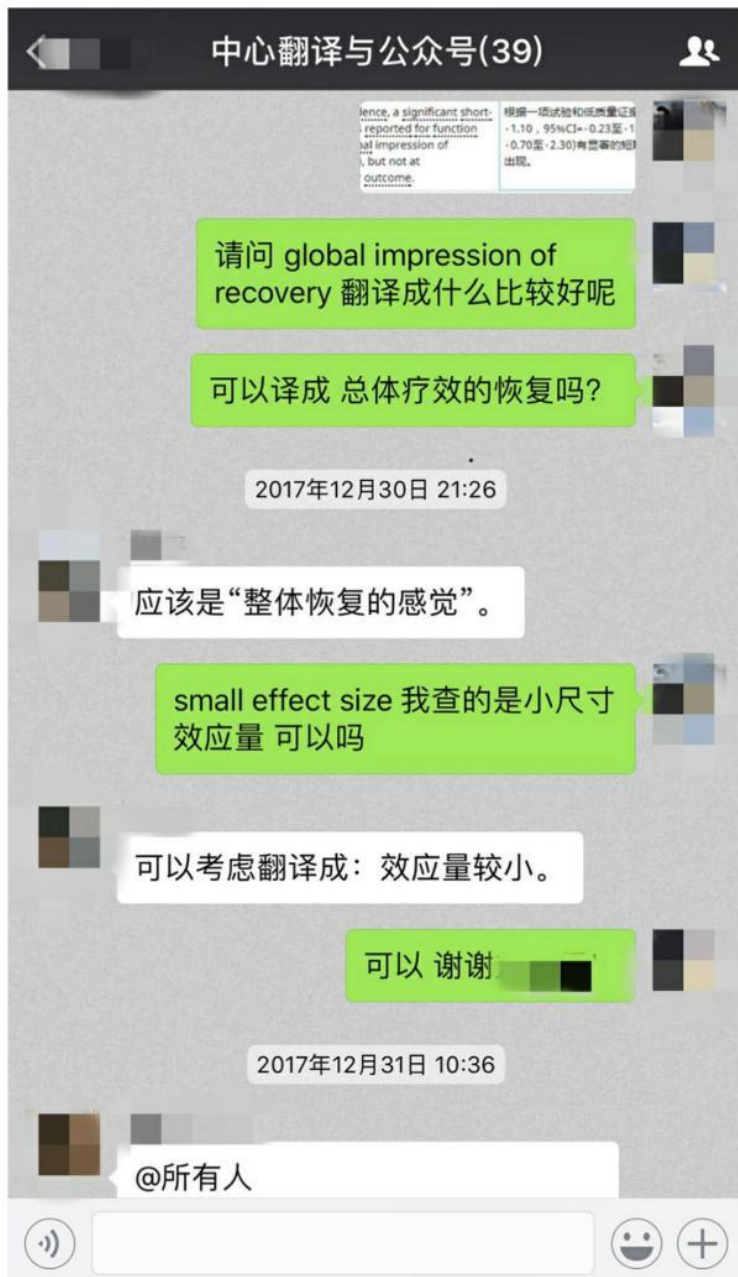 中心翻译与公众号(39)
lence, a significant short-
reported for function
al impression of
, but not at
outcome.
根据一项试验和低质量证据
-1.10，95%CI=-0.23至-1
-0.70至-2.30)有显著的短期
出现。
请问 global impression of
recovery 翻译成什么比较好呢
可以译成 总体疗效的恢复吗?
2017年12月30日 21:26
应该是“整体恢复的感觉”。
small effect size 我查的是小尺寸
效应量 可以吗
可以考虑翻译成：效应量较小。
可以 谢谢
2017年12月31日 10:36
@所有人